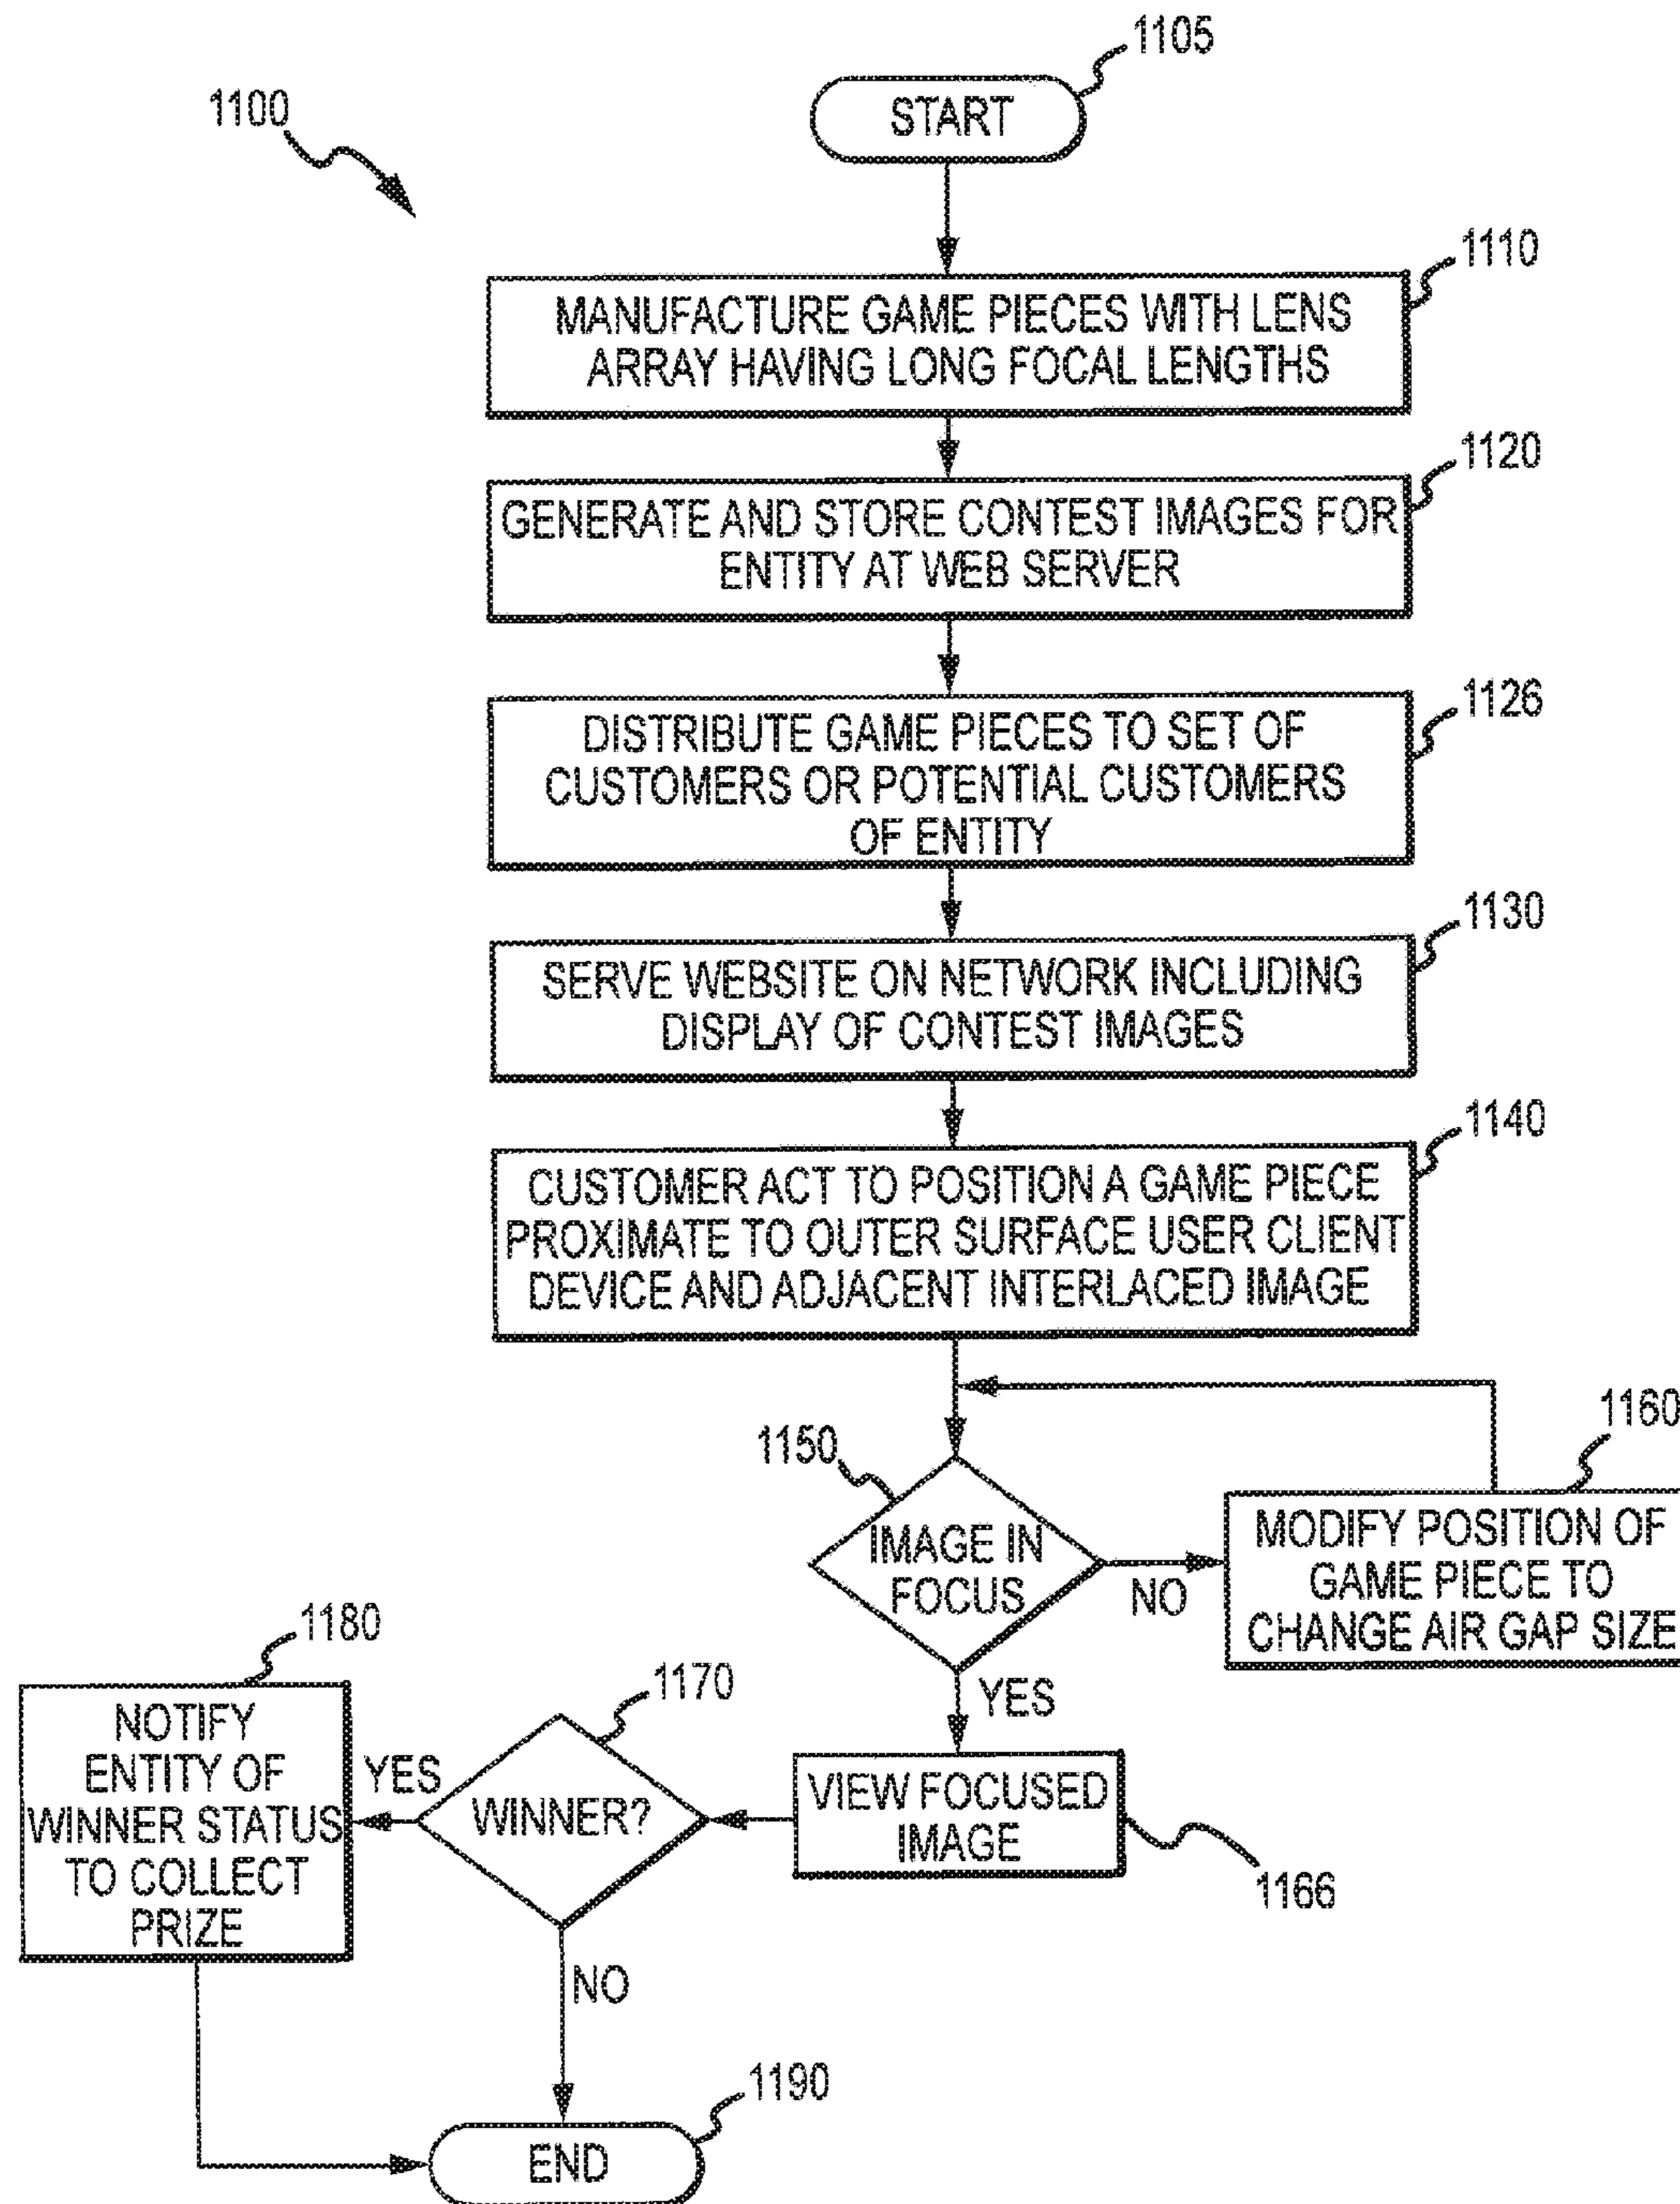 1105
START
1100
1110
MANUFACTURE GAME PIECES WITH LENS
ARRAY HAVING LONG FOCAL LENGTHS
1120
GENERATE AND STORE CONTEST IMAGES FOR
ENTITY AT WEB SERVER
1126
DISTRIBUTE GAME PIECES TO SET OF
CUSTOMERS OR POTENTIAL CUSTOMERS
OF ENTITY
1130
SERVE WEBSITE ON NETWORK INCLUDING
DISPLAY OF CONTEST IMAGES
1140
CUSTOMER ACT TO POSITION A GAME PIECE
PROXIMATE TO OUTER SURFACE USER CLIENT
DEVICE AND ADJACENT INTERLACED IMAGE
1150
IMAGE IN
FOCUS
NO
1160
MODIFY POSITION OF
GAME PIECE TO
CHANGE AIR GAP SIZE
YES
1166
VIEW FOCUSED
IMAGE
1170
WINNER?
YES
1180
NOTIFY
ENTITY OF
WINNER STATUS
TO COLLECT
PRIZE
NO
1190
END